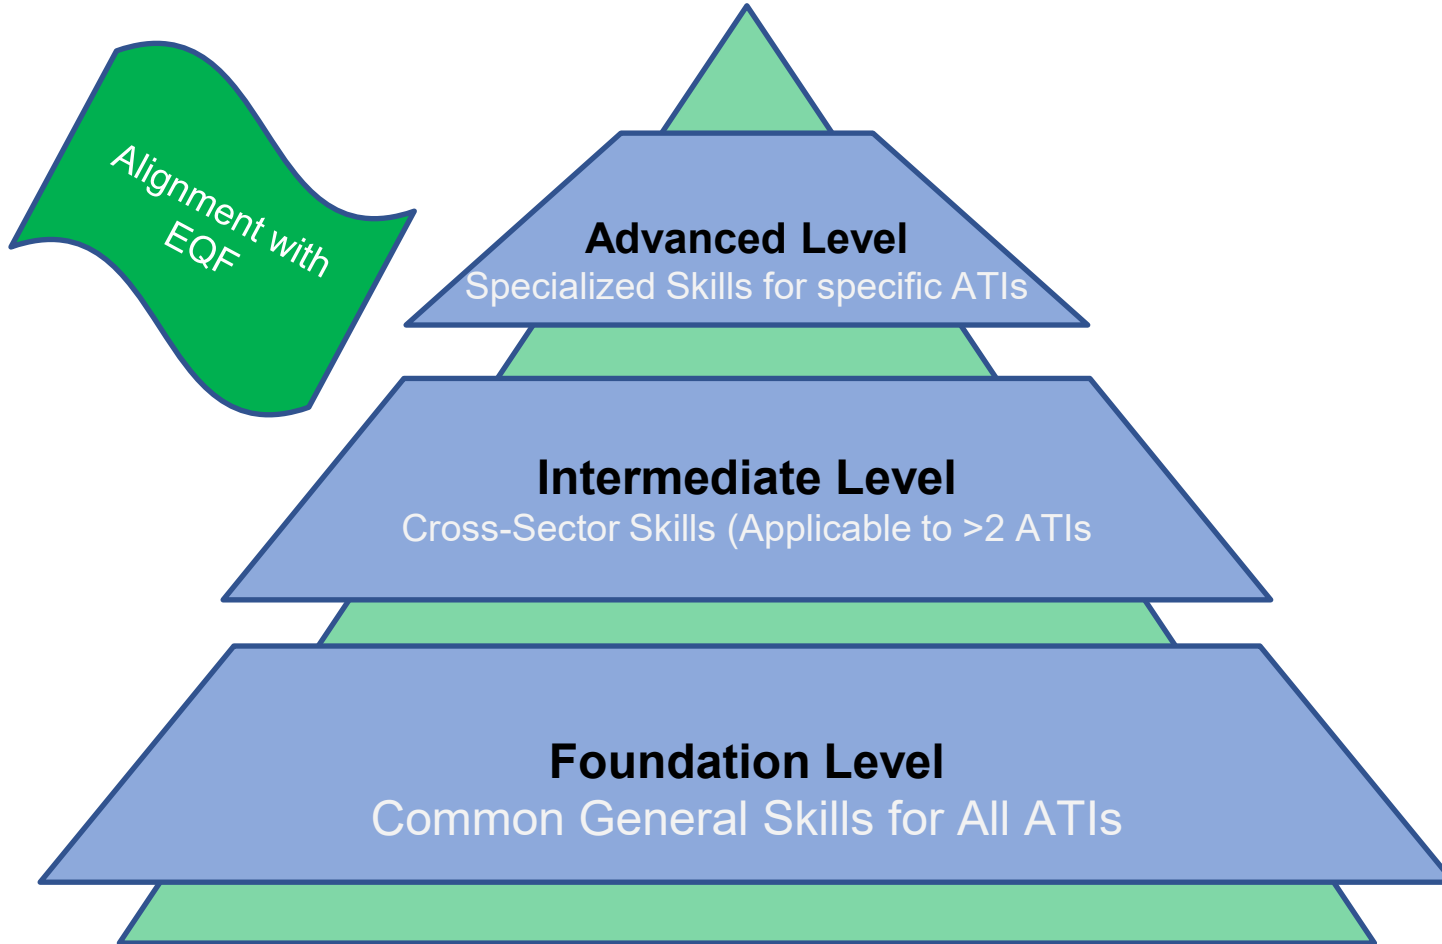 Alignment with
EQF
Advanced Level
Specialized Skills for specific ATIs
Intermediate Level
Cross-Sector Skills (Applicable to >2 ATIs
Foundation Level
Common General Skills for All ATIs